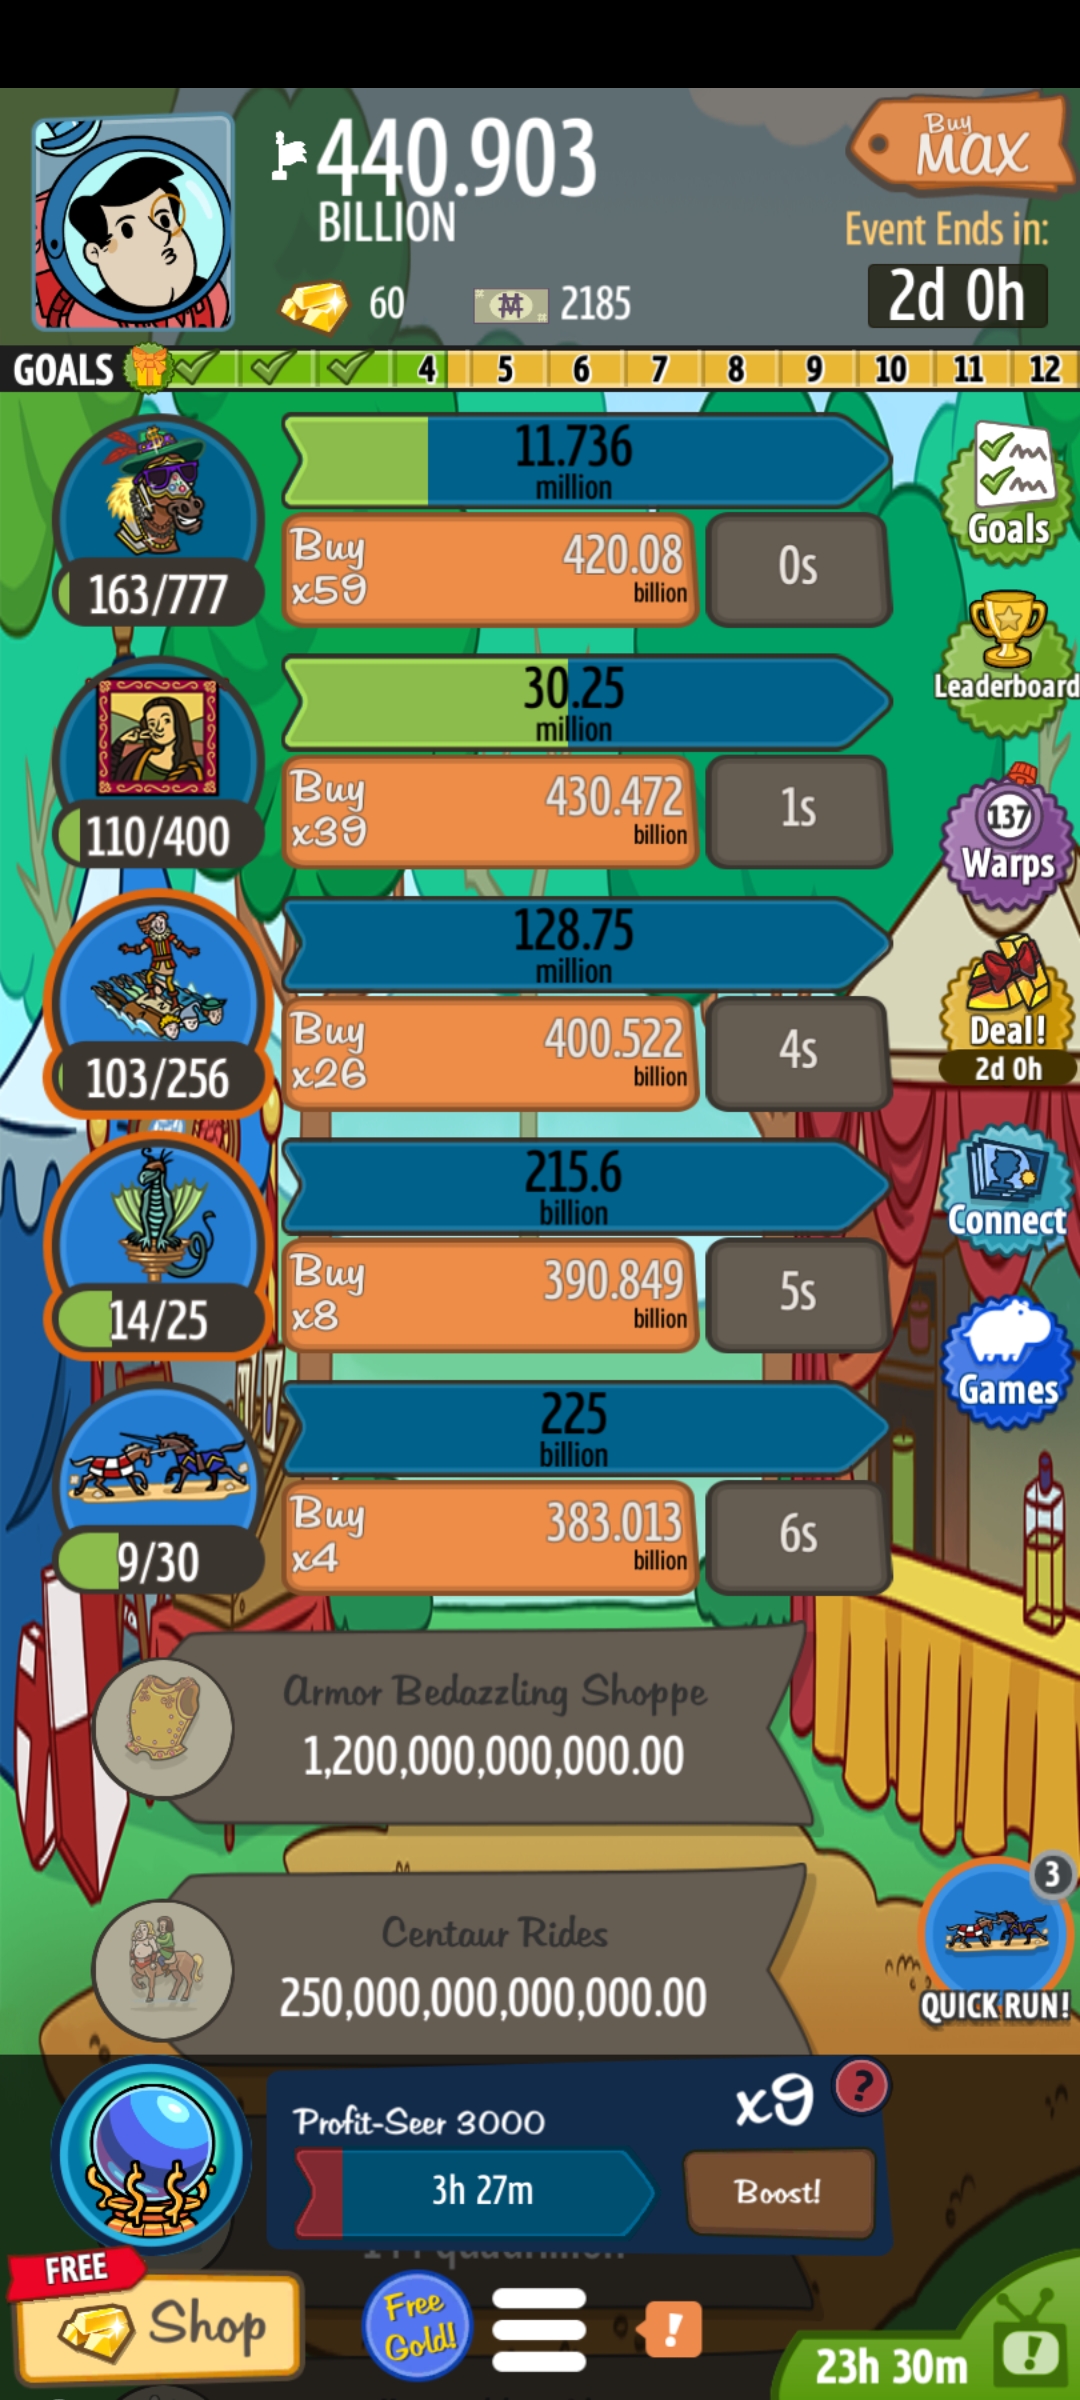 440.903
BILLION
Buy
MAX
Event Ends in:
2d 0h
60
2185
GOALS
4 5 6 7 8 9 10 11 12
11.736
million
Buy
x59
420.08
billion
0s
163/777
Goals
30.25
million
Buy
x39
430.472
billion
1s
110/400
Leaderboard
128.75
million
Buy
x26
400.522
billion
4s
103/256
137
Warps
Deal!
2d 0h
215.6
billion
Buy
x8
390.849
billion
5s
14/25
Connect
225
billion
Buy
x4
383.013
billion
6s
9/30
Games
Armor Bedazzling Shoppe
1,200,000,000,000.00
Centaur Rides
250,000,000,000,000.00
3
QUICK RUN!
Profit-Seer 3000
x9
?
3h 27m
Boost!
FREE
Shop
Free
Gold!
!
23h 30m
!